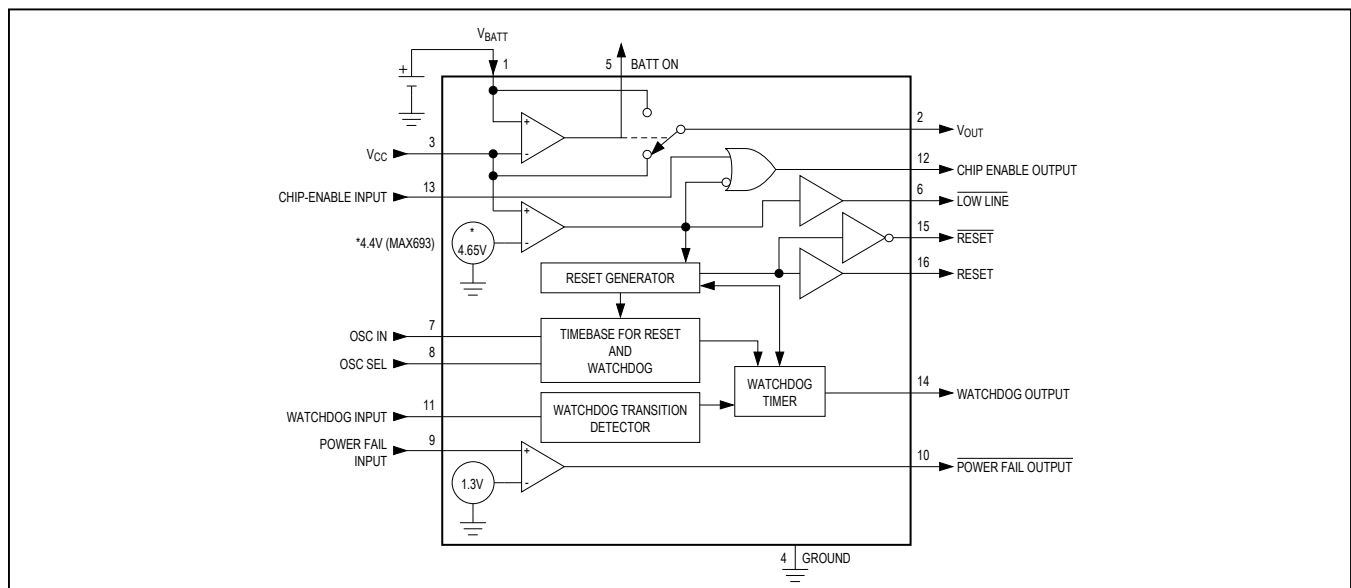 VBATT
1
5 BATT ON
+
+
-
2
VOUT
3
VCC
12
CHIP ENABLE OUTPUT
13
CHIP-ENABLE INPUT
6
LOW LINE
+
-
*
4.65V
*4.4V (MAX693)
15
RESET
16
RESET
RESET GENERATOR
7
OSC IN
8
OSC SEL
TIMEBASE FOR RESET
AND
WATCHDOG
WATCHDOG
TIMER
14
WATCHDOG OUTPUT
11
WATCHDOG INPUT
WATCHDOG TRANSITION
DETECTOR
9
POWER FAIL
INPUT
+
-
1.3V
10
POWER FAIL OUTPUT
4 GROUND